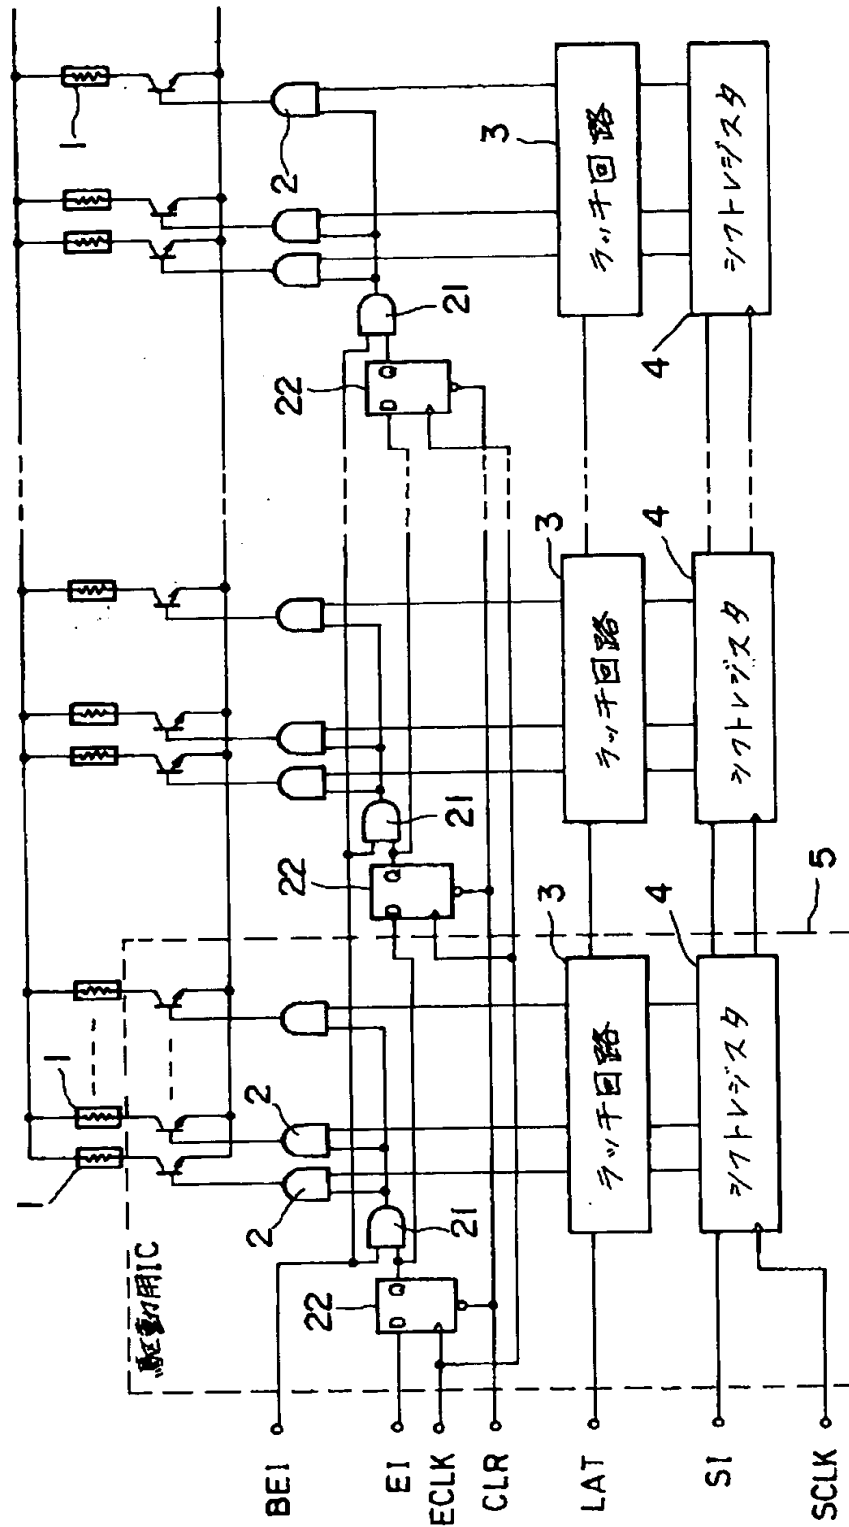 駆動用IC
1
1
1
2
2
2
21
21
21
22
22
22
ラッチ回路
3
ラッチ回路
3
ラッチ回路
3
シフトレジスタ
4
シフトレジスタ
4
シフトレジスタ
4
5
D
Q
D
Q
D
Q
BEI
EI
ECLK
CLR
LAT
SI
SCLK